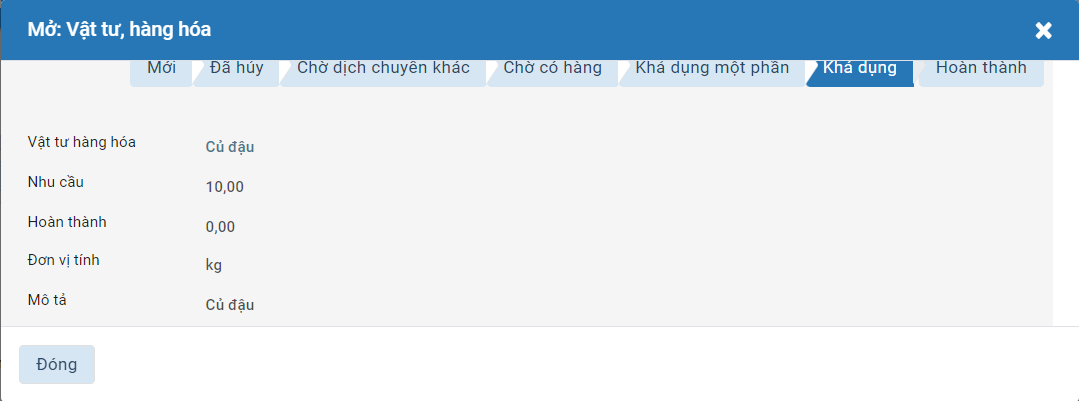 Mở: Vật tư, hàng hóa
Mới Đã hủy Chờ dịch chuyên khác Chờ có hàng Khả dụng một phần Khả dụng Hoàn thành
Vật tư hàng hóa Củ đậu
Nhu cầu 10,00
Hoàn thành 0,00
Đơn vị tính kg
Mô tả Củ đậu
Đóng